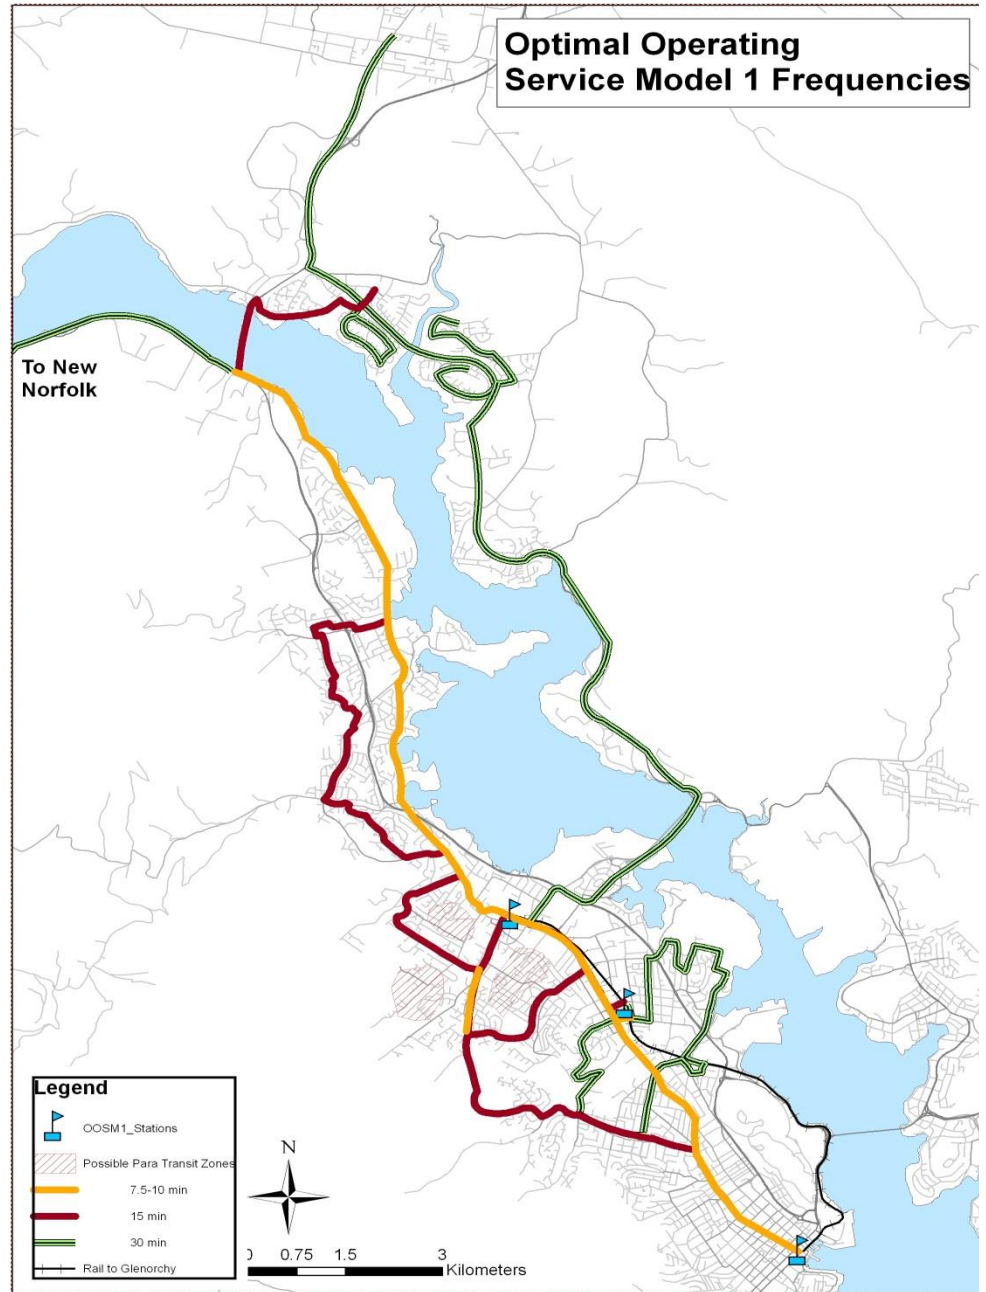 Optimal Operating
Service Model 1 Frequencies
To New
Norfolk
Legend
OOSM1_Stations
Possible Para Transit Zones
7.5-10 min
15 min
30 min
Rail to Glenorchy
N
0 0.75 1.5 3
Kilometers